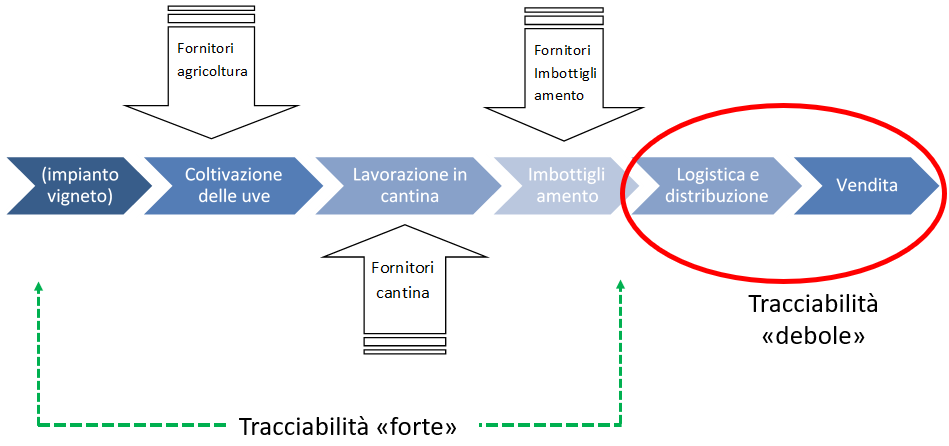 Fornitori
agricoltura
Fornitori
Imbottigli
amento
(impianto
vigneto)
Coltivazione
delle uve
Lavorazione in
cantina
Imbottigli
amento
Logistica e
distribuzione
Vendita
Fornitori
cantina
Tracciabilità
«debole»
Tracciabilità «forte»